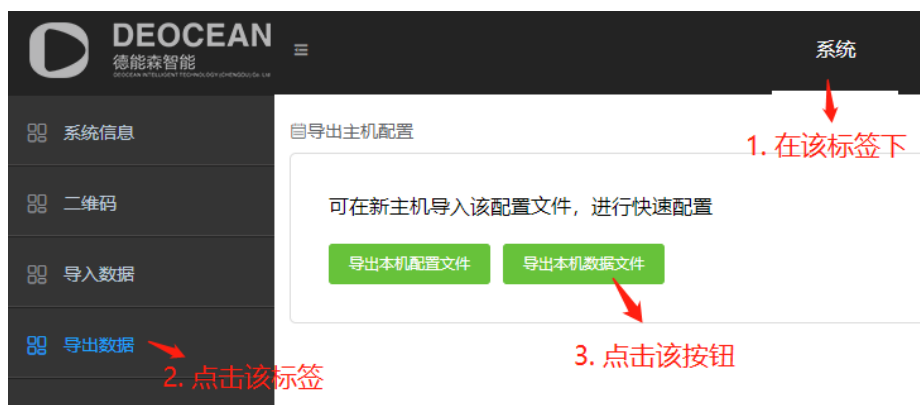 DEOCEAN
德能森智能
DEOCEAN INTELLIGENT TECHNOLOGY (CHENGDU) Co. Ltd
系统
系统信息
导出主机配置
1. 在该标签下
二维码
可在新主机导入该配置文件，进行快速配置
导入数据
导出本机配置文件
导出本机数据文件
导出数据
2. 点击该标签
3. 点击该按钮